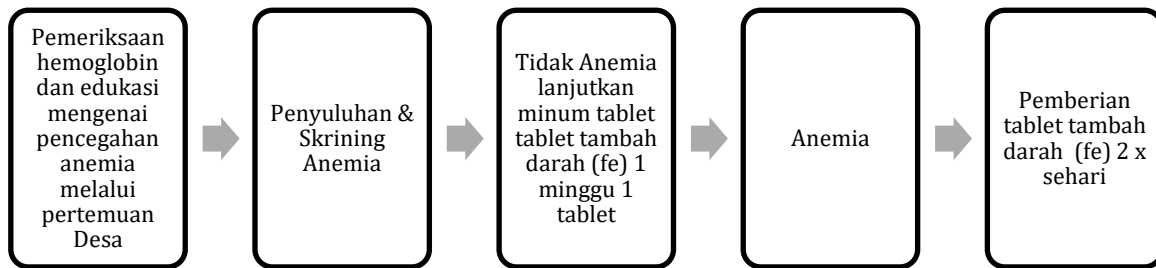 Pemeriksaan
hemoglobin
dan edukasi
mengenai
pencegahan
anemia
melalui
pertemuan
Desa
Penyuluhan &
Skrining
Anemia
Tidak Anemia
lanjutkan
minum tablet
tablet tambah
darah (fe) 1
minggu 1
tablet
Anemia
Pemberian
tablet tambah
darah (fe) 2 x
sehari